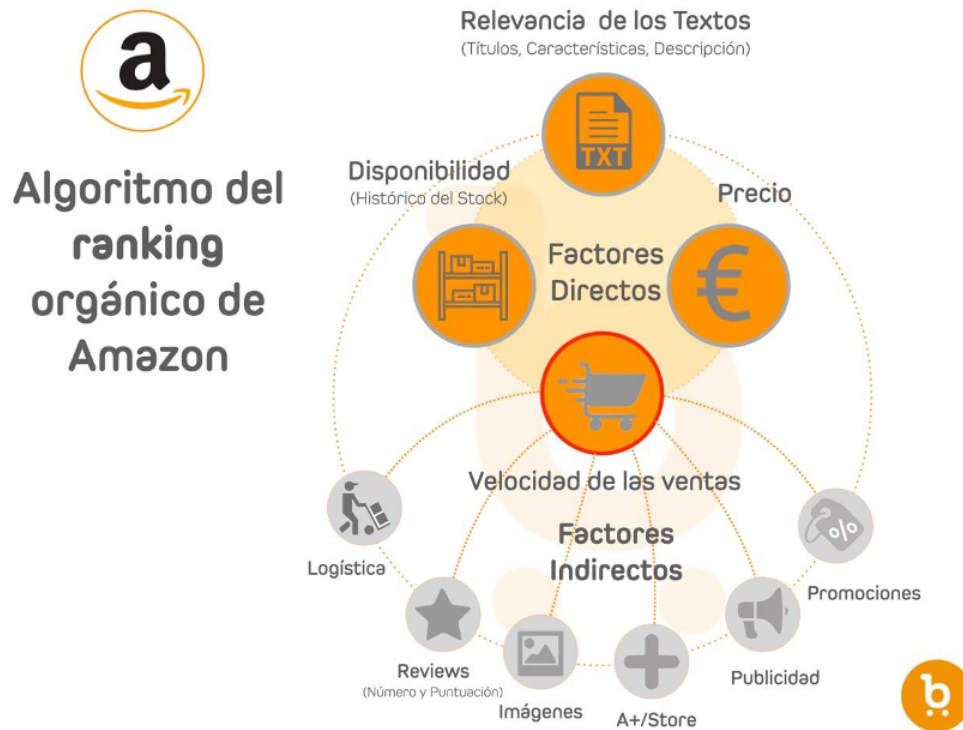 a
Algoritmo del
ranking
orgánico de
Amazon
Relevancia de los Textos
(Títulos, Características, Descripción)
TXT
Disponibilidad
(Histórico del Stock)
Precio
Factores
Directos
€
Velocidad de las ventas
Factores
Indirectos
Logística
Reviews
(Número y Puntuación)
Imágenes
A+/Store
Publicidad
%
Promociones
b